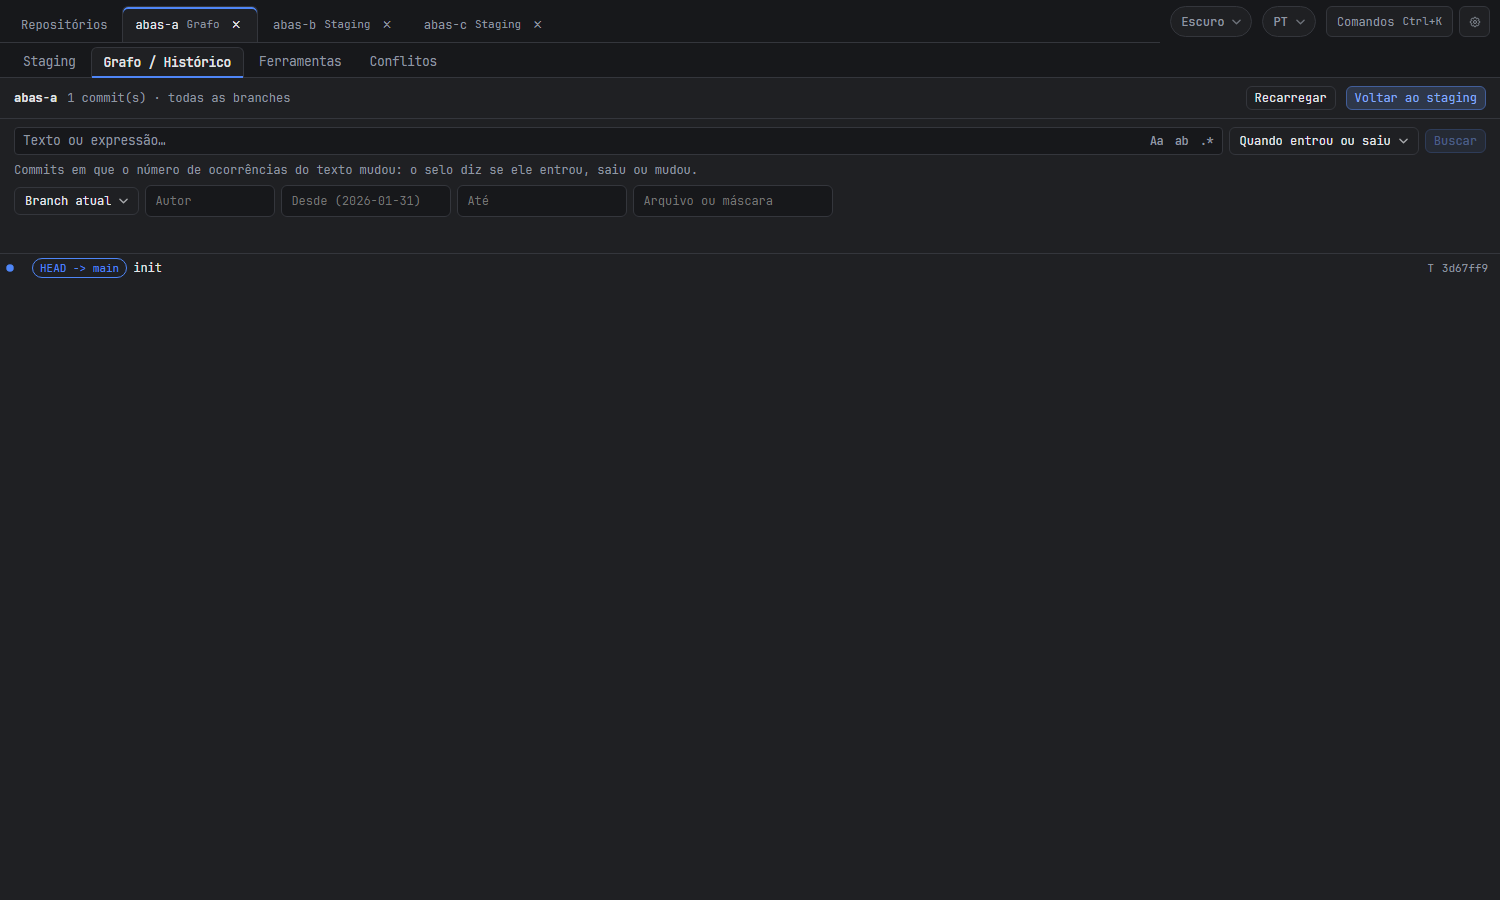 Repositórios abas-a Grafo × abas-b Staging × abas-c Staging × Escuro PT Comandos Ctrl+K
Staging Grafo / Histórico Ferramentas Conflitos
abas-a 1 commit(s) · todas as branches Recarregar Voltar ao staging
Texto ou expressão… Aa ab .* Quando entrou ou saiu Buscar
Commits em que o número de ocorrências do texto mudou: o selo diz se ele entrou, saiu ou mudou.
Branch atual Autor Desde (2026-01-31) Até Arquivo ou máscara
HEAD -> main init T 3d67ff9